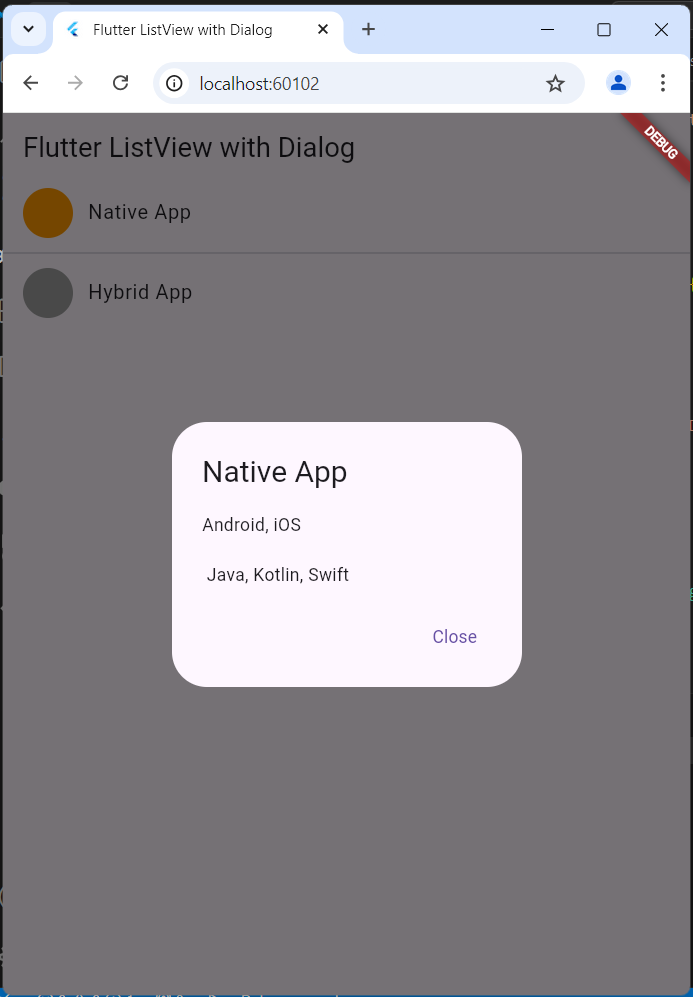 Flutter ListView with Dialog
localhost:60102
Flutter ListView with Dialog
DEBUG
Native App
Hybrid App
Native App
Android, iOS
Java, Kotlin, Swift
Close